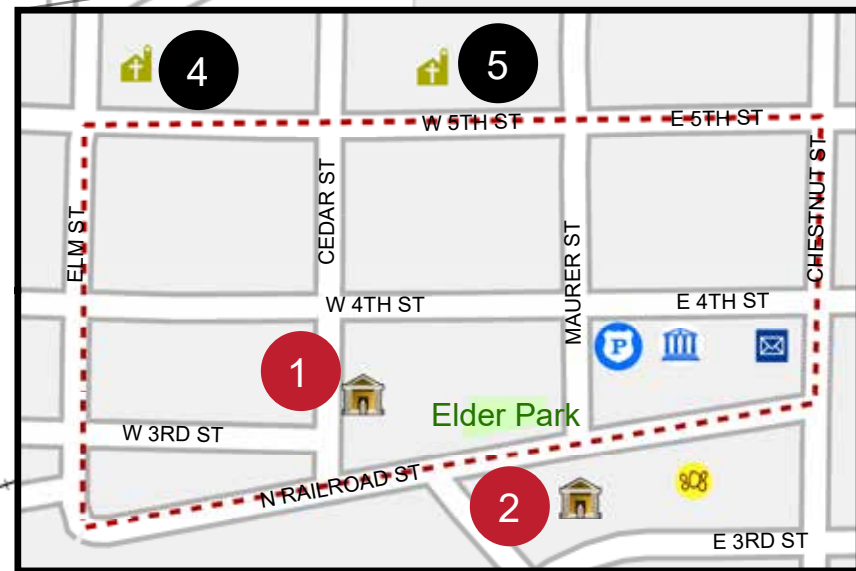 4
5
W 5TH ST
E 5TH ST
ELM ST
CEDAR ST
MAURER ST
CHESTNUT ST
W 4TH ST
E 4TH ST
P
1
Elder Park
W 3RD ST
N RAILROAD ST
2
E 3RD ST